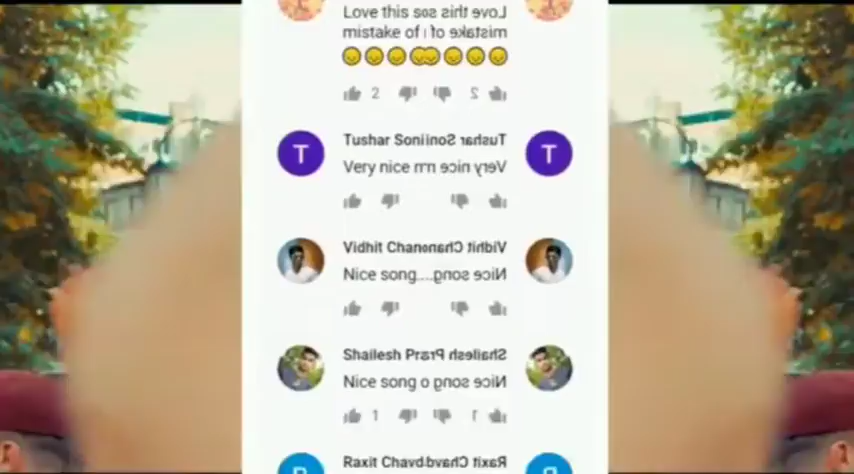 Love this so
mistake of
2
T
Tushar Soni
Very nice
Vidhit Chan
Nice song....
Shailesh Pra
Nice song
1
Raxit Chavd